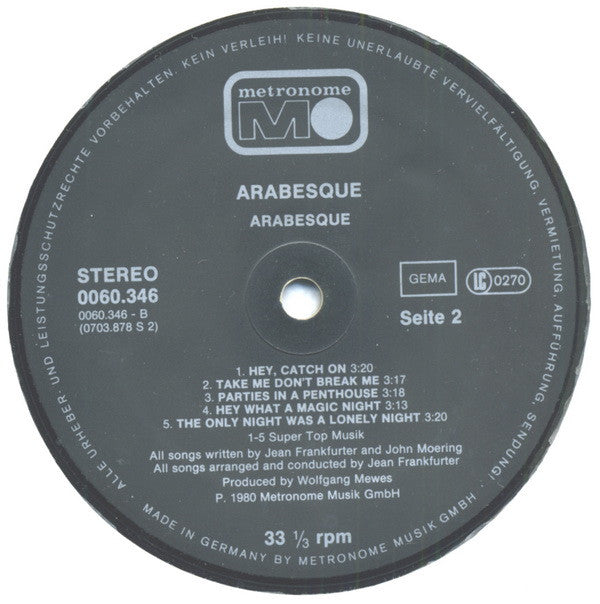 ALLE URHEBER- UND LEISTUNGSSCHUTZRECHTE VORBEHALTEN. KEIN VERLEIH! KEINE UNERLAUBTE VERVIELFÄLTIGUNG, VERMIETUNG, AUFFÜHRUNG, SENDUNG!
metronome
M
ARABESQUE
ARABESQUE
STEREO
0060.346
0060.346 - B
(0703.878 S 2)
GEMA
LC 0270
Seite 2
1. HEY, CATCH ON 3:20
2. TAKE ME DON'T BREAK ME 3:17
3. PARTIES IN A PENTHOUSE 3:18
4. HEY WHAT A MAGIC NIGHT 3:13
5. THE ONLY NIGHT WAS A LONELY NIGHT 3:20
1-5 Super Top Musik
All songs written by Jean Frankfurter and John Moering
All songs arranged and conducted by Jean Frankfurter
Produced by Wolfgang Mewes
P. 1980 Metronome Musik GmbH
33 1/3 rpm
· MADE IN GERMANY BY METRONOME MUSIK GMBH ·